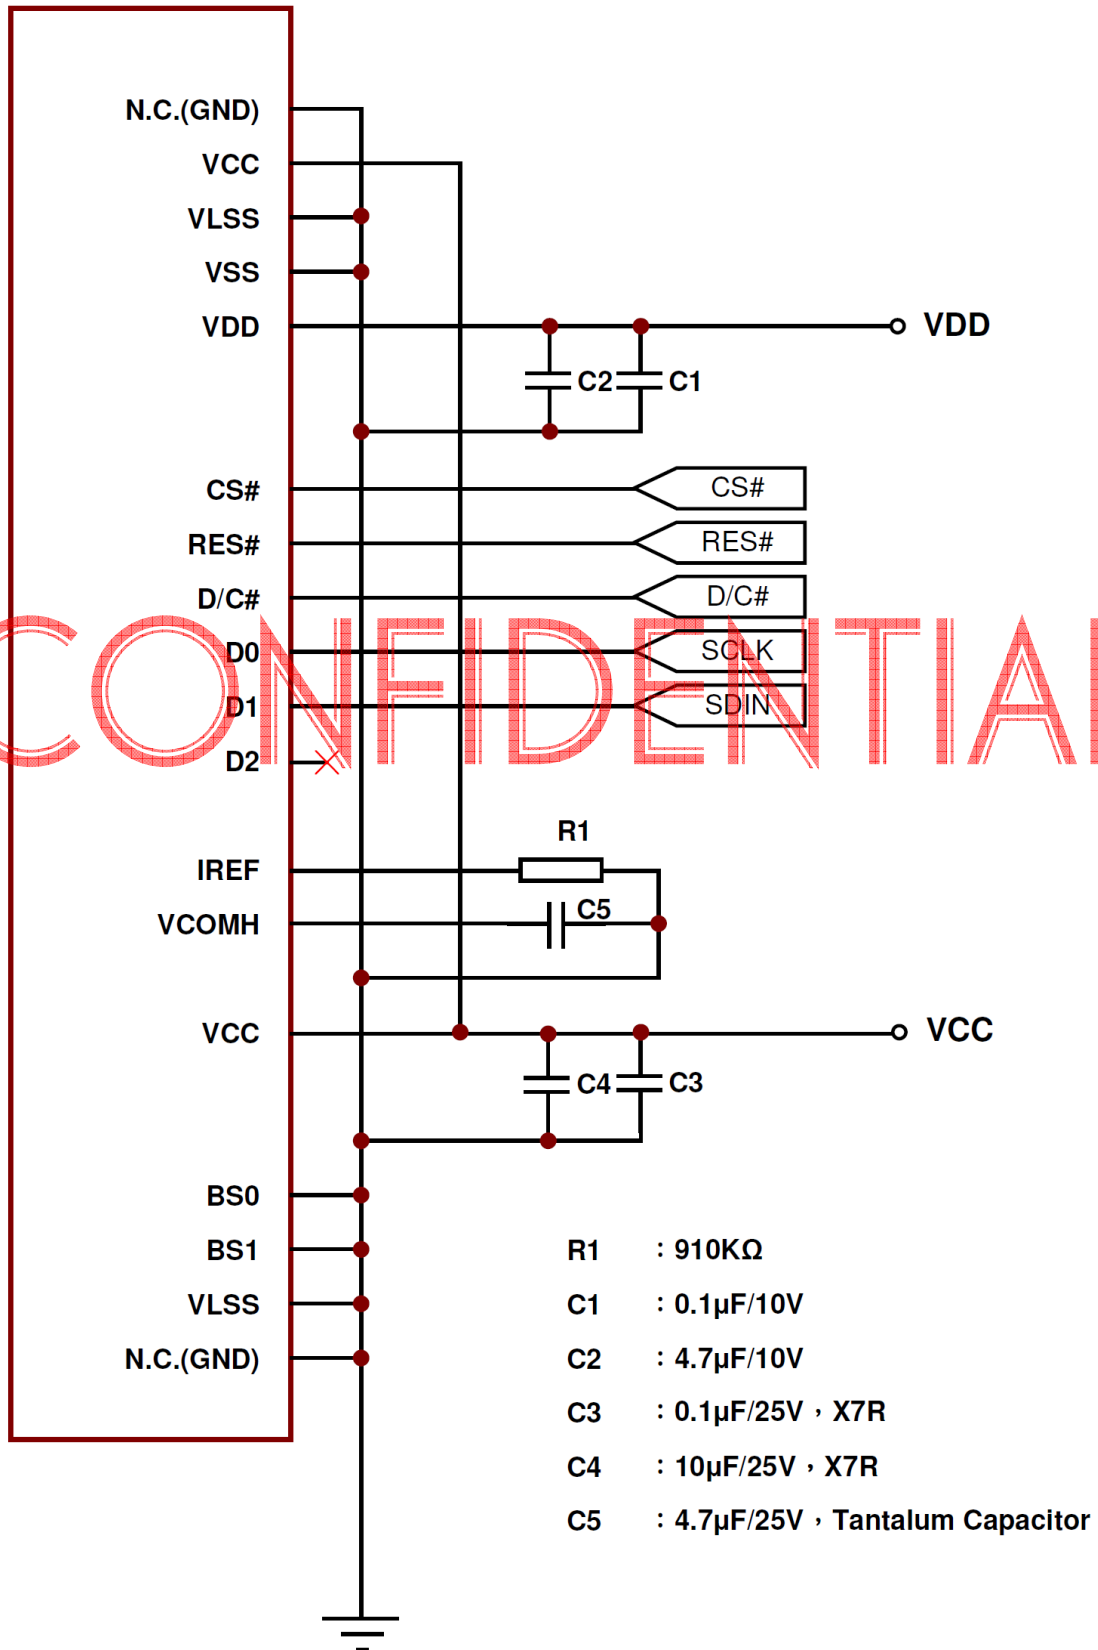 N.C.(GND)
VCC
VLSS
VSS
VDD
VDD
C2
C1
CS#
CS#
RES#
RES#
D/C#
D/C#
CONFIDENTIAL
D0
SCLK
D1
SDIN
D2
R1
IREF
C5
VCOMH
VCC
VCC
C4
C3
BS0
BS1
VLSS
N.C.(GND)
R1 : 910KΩ
C1 : 0.1µF/10V
C2 : 4.7µF/10V
C3 : 0.1µF/25V，X7R
C4 : 10µF/25V，X7R
C5 : 4.7µF/25V，Tantalum Capacitor